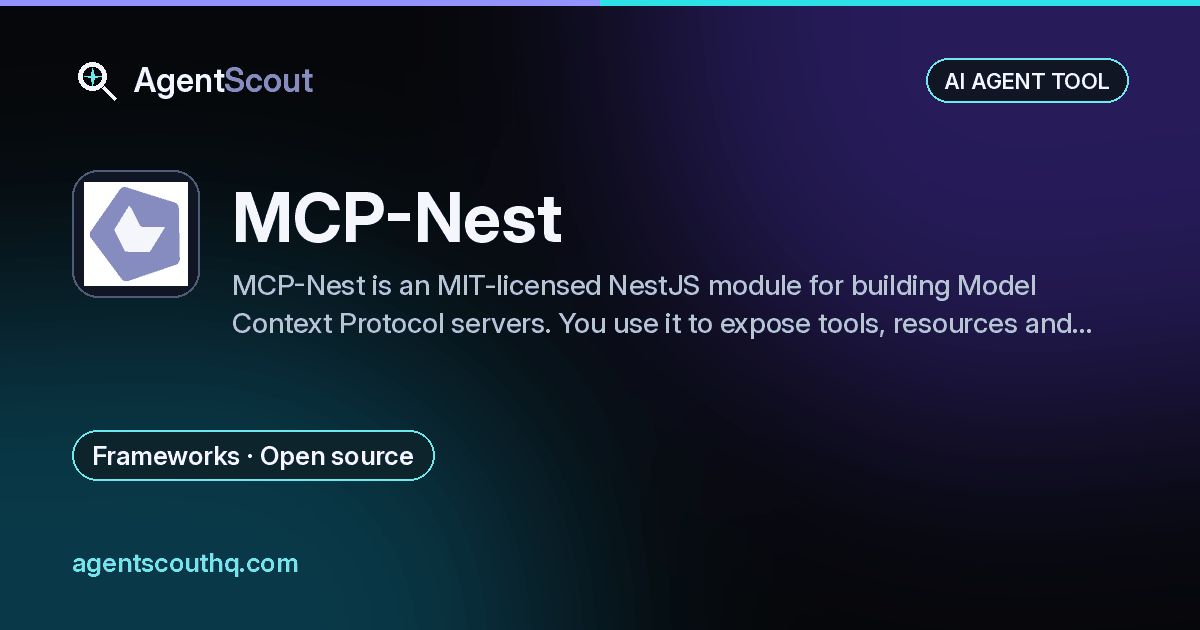 AgentScout
AI AGENT TOOL
MCP-Nest
MCP-Nest is an MIT-licensed NestJS module for building Model
Context Protocol servers. You use it to expose tools, resources and...
Frameworks · Open source
agentscouthq.com